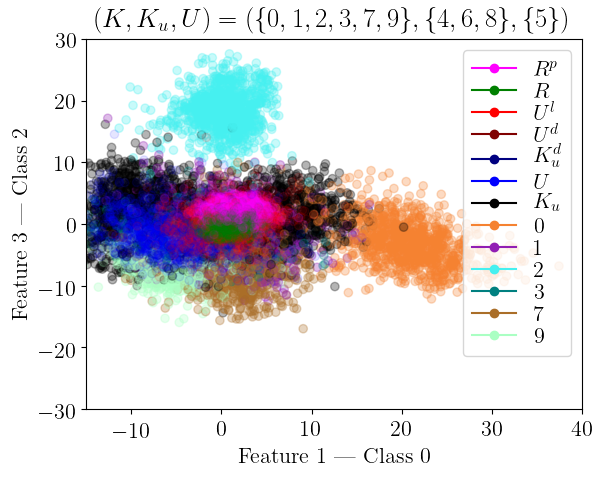 (K, K_u, U) = ({0, 1, 2, 3, 7, 9}, {4, 6, 8}, {5})
30
20
10
0
−10
−20
−30
Feature 3 — Class 2
−10
0
10
20
30
40
Feature 1 — Class 0
R^p
R
U^l
U^d
K_u^d
U
K_u
0
1
2
3
7
9